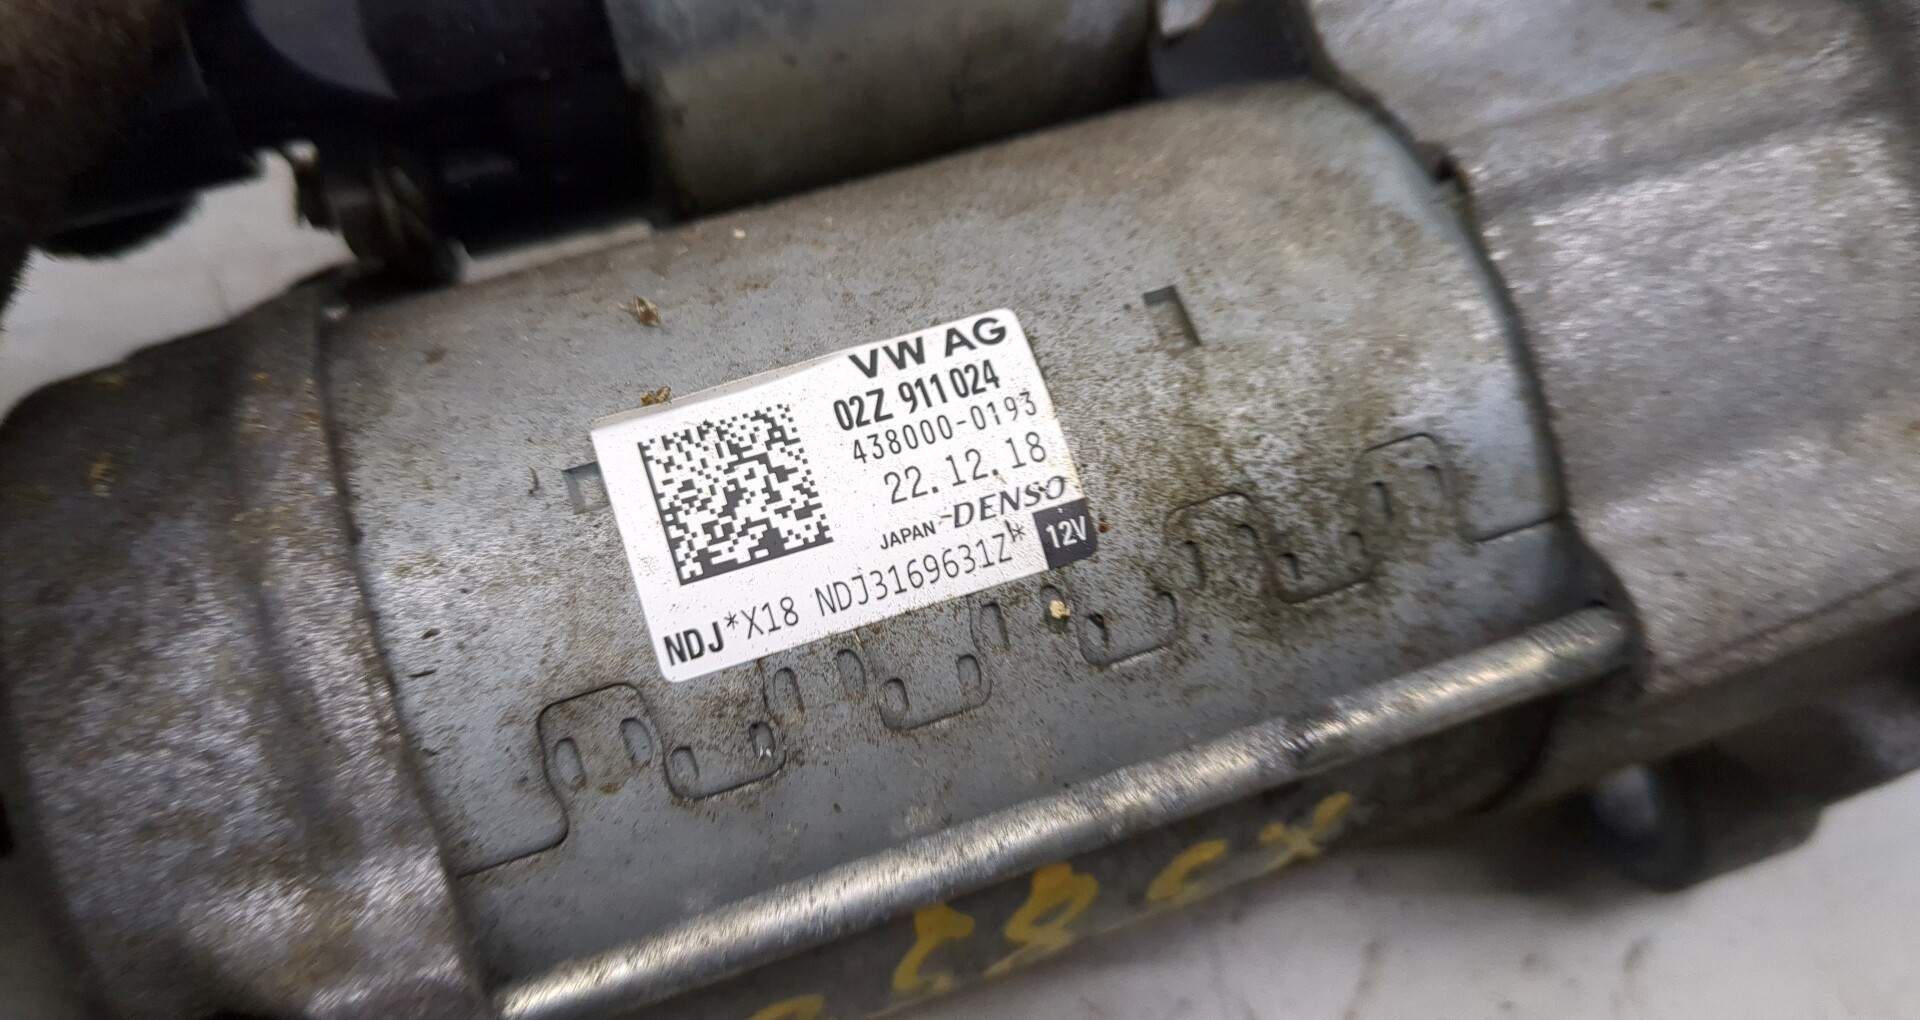 VW AG
02Z 911 024
438000-0193
22.12.18
JAPAN DENSO
NDJ*X18 NDJ3169631Z* 12V